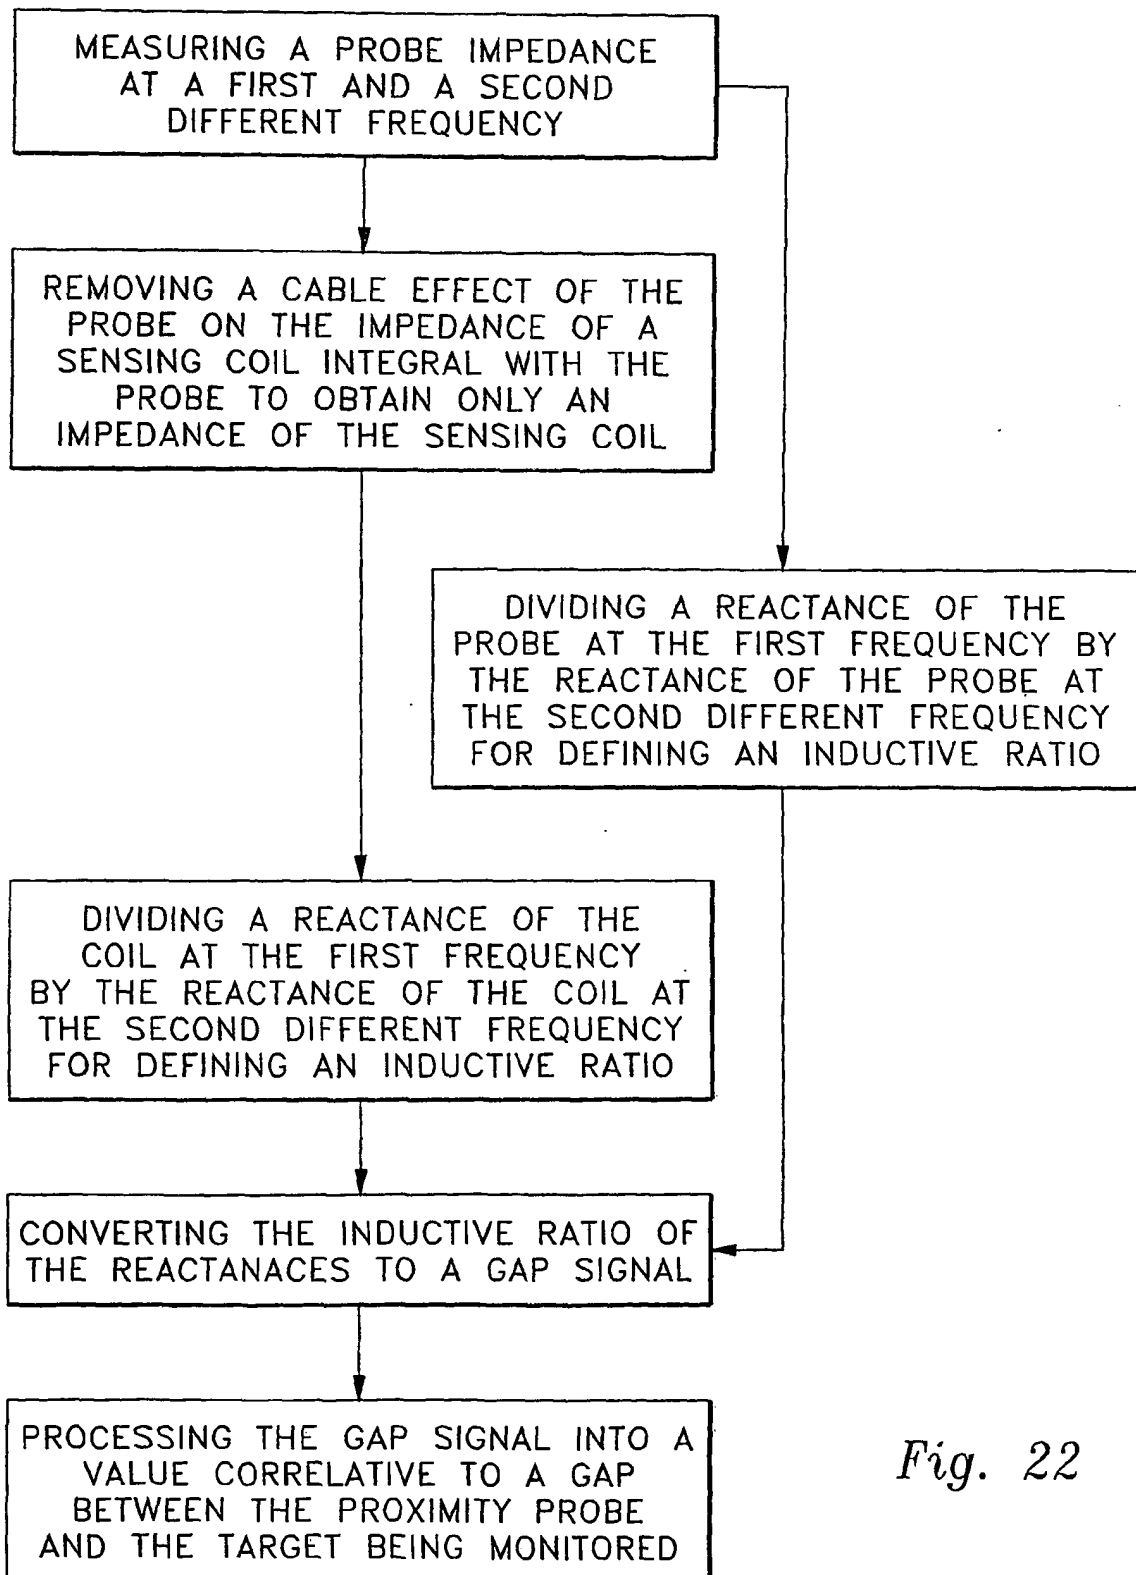 MEASURING A PROBE IMPEDANCE
AT A FIRST AND A SECOND
DIFFERENT FREQUENCY
REMOVING A CABLE EFFECT OF THE
PROBE ON THE IMPEDANCE OF A
SENSING COIL INTEGRAL WITH THE
PROBE TO OBTAIN ONLY AN
IMPEDANCE OF THE SENSING COIL
DIVIDING A REACTANCE OF THE
PROBE AT THE FIRST FREQUENCY BY
THE REACTANCE OF THE PROBE AT
THE SECOND DIFFERENT FREQUENCY
FOR DEFINING AN INDUCTIVE RATIO
DIVIDING A REACTANCE OF THE
COIL AT THE FIRST FREQUENCY
BY THE REACTANCE OF THE COIL AT
THE SECOND DIFFERENT FREQUENCY
FOR DEFINING AN INDUCTIVE RATIO
CONVERTING THE INDUCTIVE RATIO OF
THE REACTANACES TO A GAP SIGNAL
PROCESSING THE GAP SIGNAL INTO A
VALUE CORRELATIVE TO A GAP
BETWEEN THE PROXIMITY PROBE
AND THE TARGET BEING MONITORED
Fig. 22